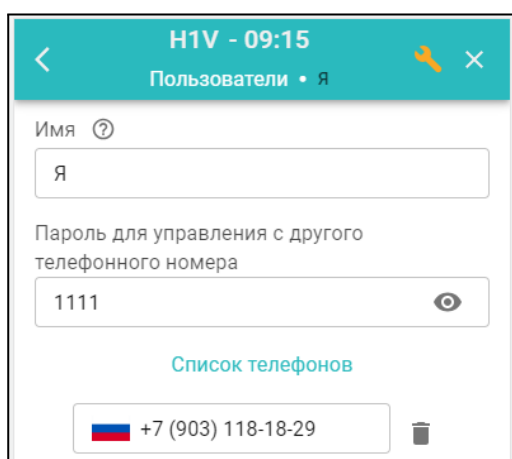 H1V - 09:15
Пользователи • Я
Имя
Я
Пароль для управления с другого
телефонного номера
1111
Список телефонов
+7 (903) 118-18-29